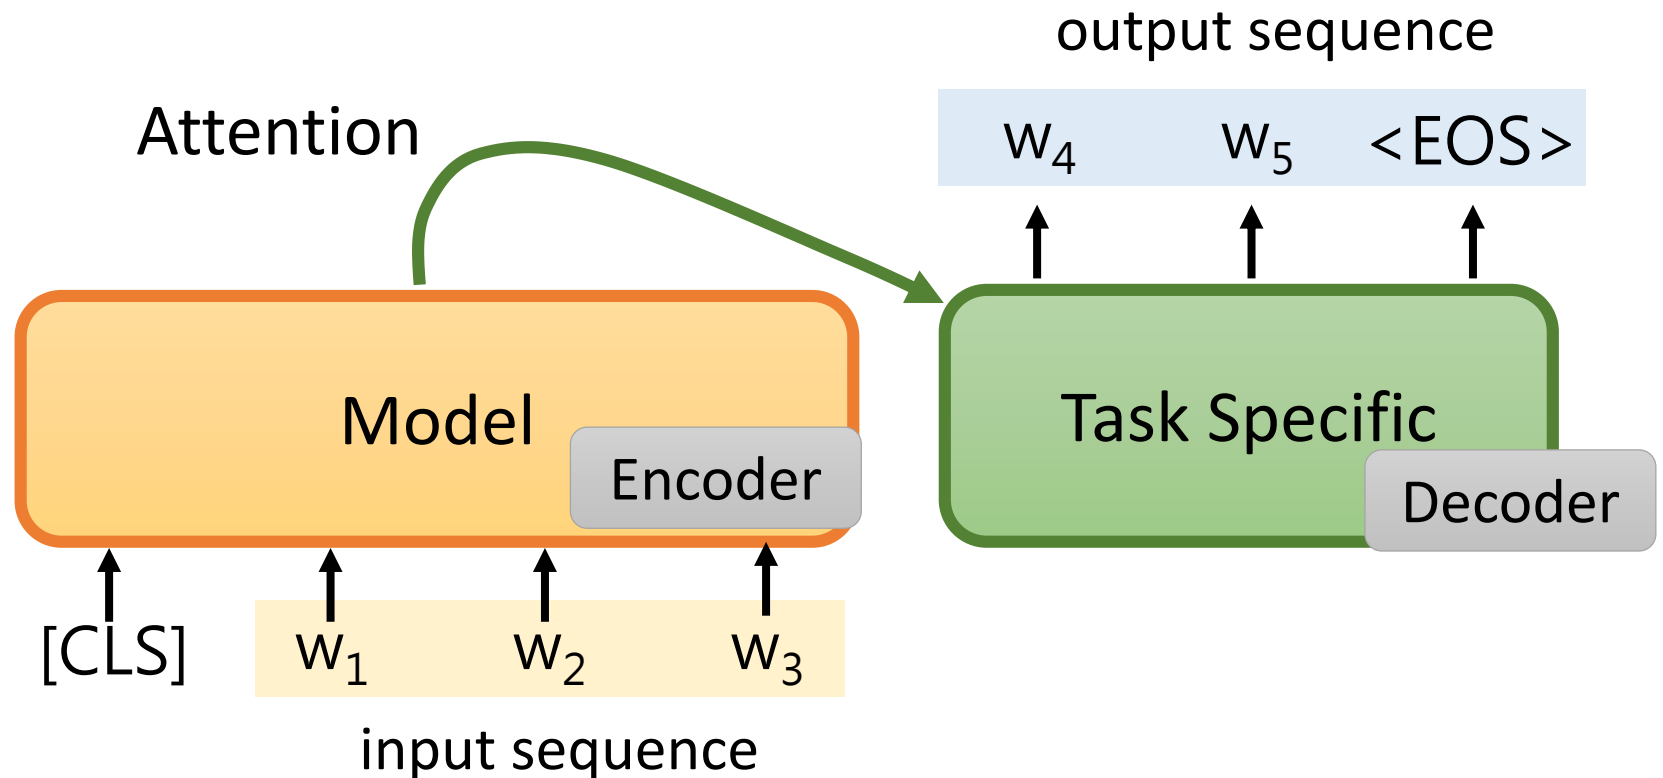 output sequence
Attention
w4 w5 <EOS>
Model
Task Specific
Encoder
Decoder
[CLS] w1 w2 w3
input sequence